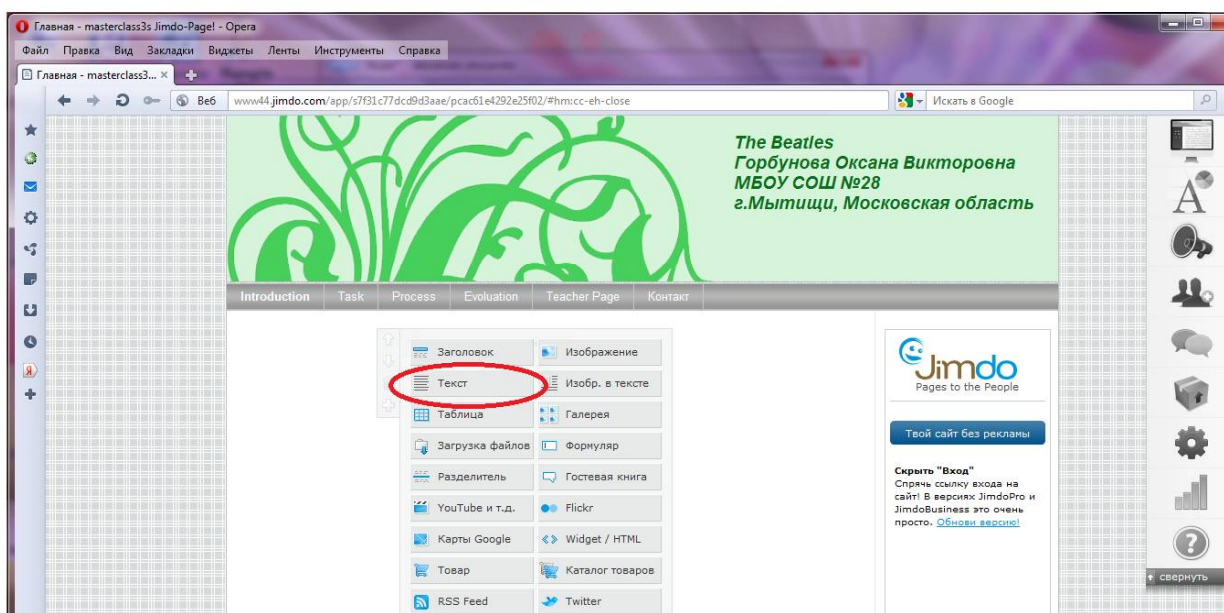 Главная - masterclass3s Jimdo-Page! - Opera
Файл Правка Вид Закладки Виджеты Ленты Инструменты Справка
Главная - masterclass3...
Веб www44.jimdo.com/app/s7f31c77dcd9d3aae/pcac61e4292e25f02/#hm:cc-eh-close Искать в Google
The Beatles
Горбунова Оксана Викторовна
МБОУ СОШ №28
г.Мытищи, Московская область
Introduction Task Process Evoluation Teacher Page Контакт
Заголовок Изображение
Текст Изобр. в тексте
Таблица Галерея
Загрузка файлов Формуляр
Разделитель Гостевая книга
YouTube и т.д. Flickr
Карты Google Widget / HTML
Товар Каталог товаров
RSS Feed Twitter
Jimdo
Pages to the People
Твой сайт без рекламы
Скрыть "Вход"
Спрячь ссылку входа на
сайт! В версиях JimdoPro и
JimdoBusiness это очень
просто. Обнови версию!
свернуть